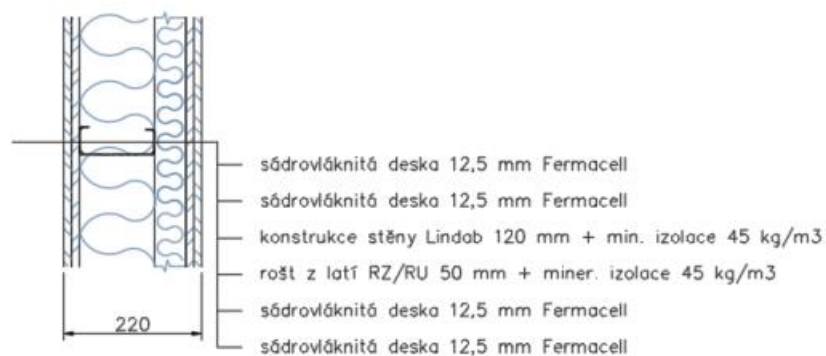 sádrovláknitá deska 12,5 mm Fermacell
sádrovláknitá deska 12,5 mm Fermacell
konstrukce stěny Lindab 120 mm + min. izolace 45 kg/m3
rošt z latí RZ/RU 50 mm + miner. izolace 45 kg/m3
sádrovláknitá deska 12,5 mm Fermacell
220
sádrovláknitá deska 12,5 mm Fermacell